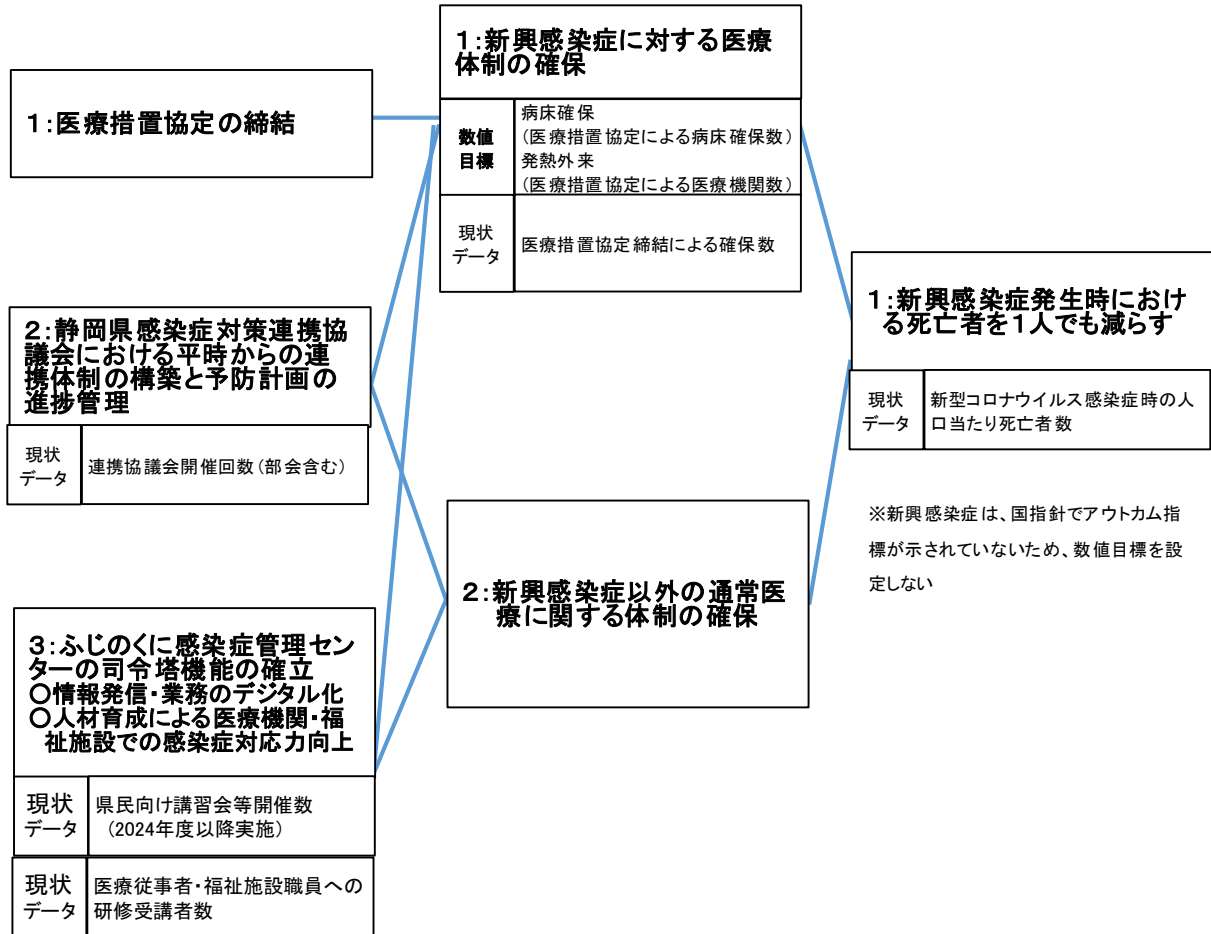 1:医療措置協定の締結
2:静岡県感染症対策連携協
議会における平時からの連
携体制の構築と予防計画の
進捗管理
現状
データ
連携協議会開催回数(部会含む)
3:ふじのくに感染症管理セン
ターの司令塔機能の確立
○情報発信・業務のデジタル化
○人材育成による医療機関・福
祉施設での感染症対応力向上
現状
データ
県民向け講習会等開催数
(2024年度以降実施)
現状
データ
医療従事者・福祉施設職員への
研修受講者数
1:新興感染症に対する医療
体制の確保
数値
目標
病床確保
(医療措置協定による病床確保数)
発熱外来
(医療措置協定による医療機関数)
現状
データ
医療措置協定締結による確保数
2:新興感染症以外の通常医
療に関する体制の確保
1:新興感染症発生時におけ
る死亡者を1人でも減らす
現状
データ
新型コロナウイルス感染症時の人
口当たり死亡者数
※新興感染症は、国指針でアウトカム指
標が示されていないため、数値目標を設
定しない